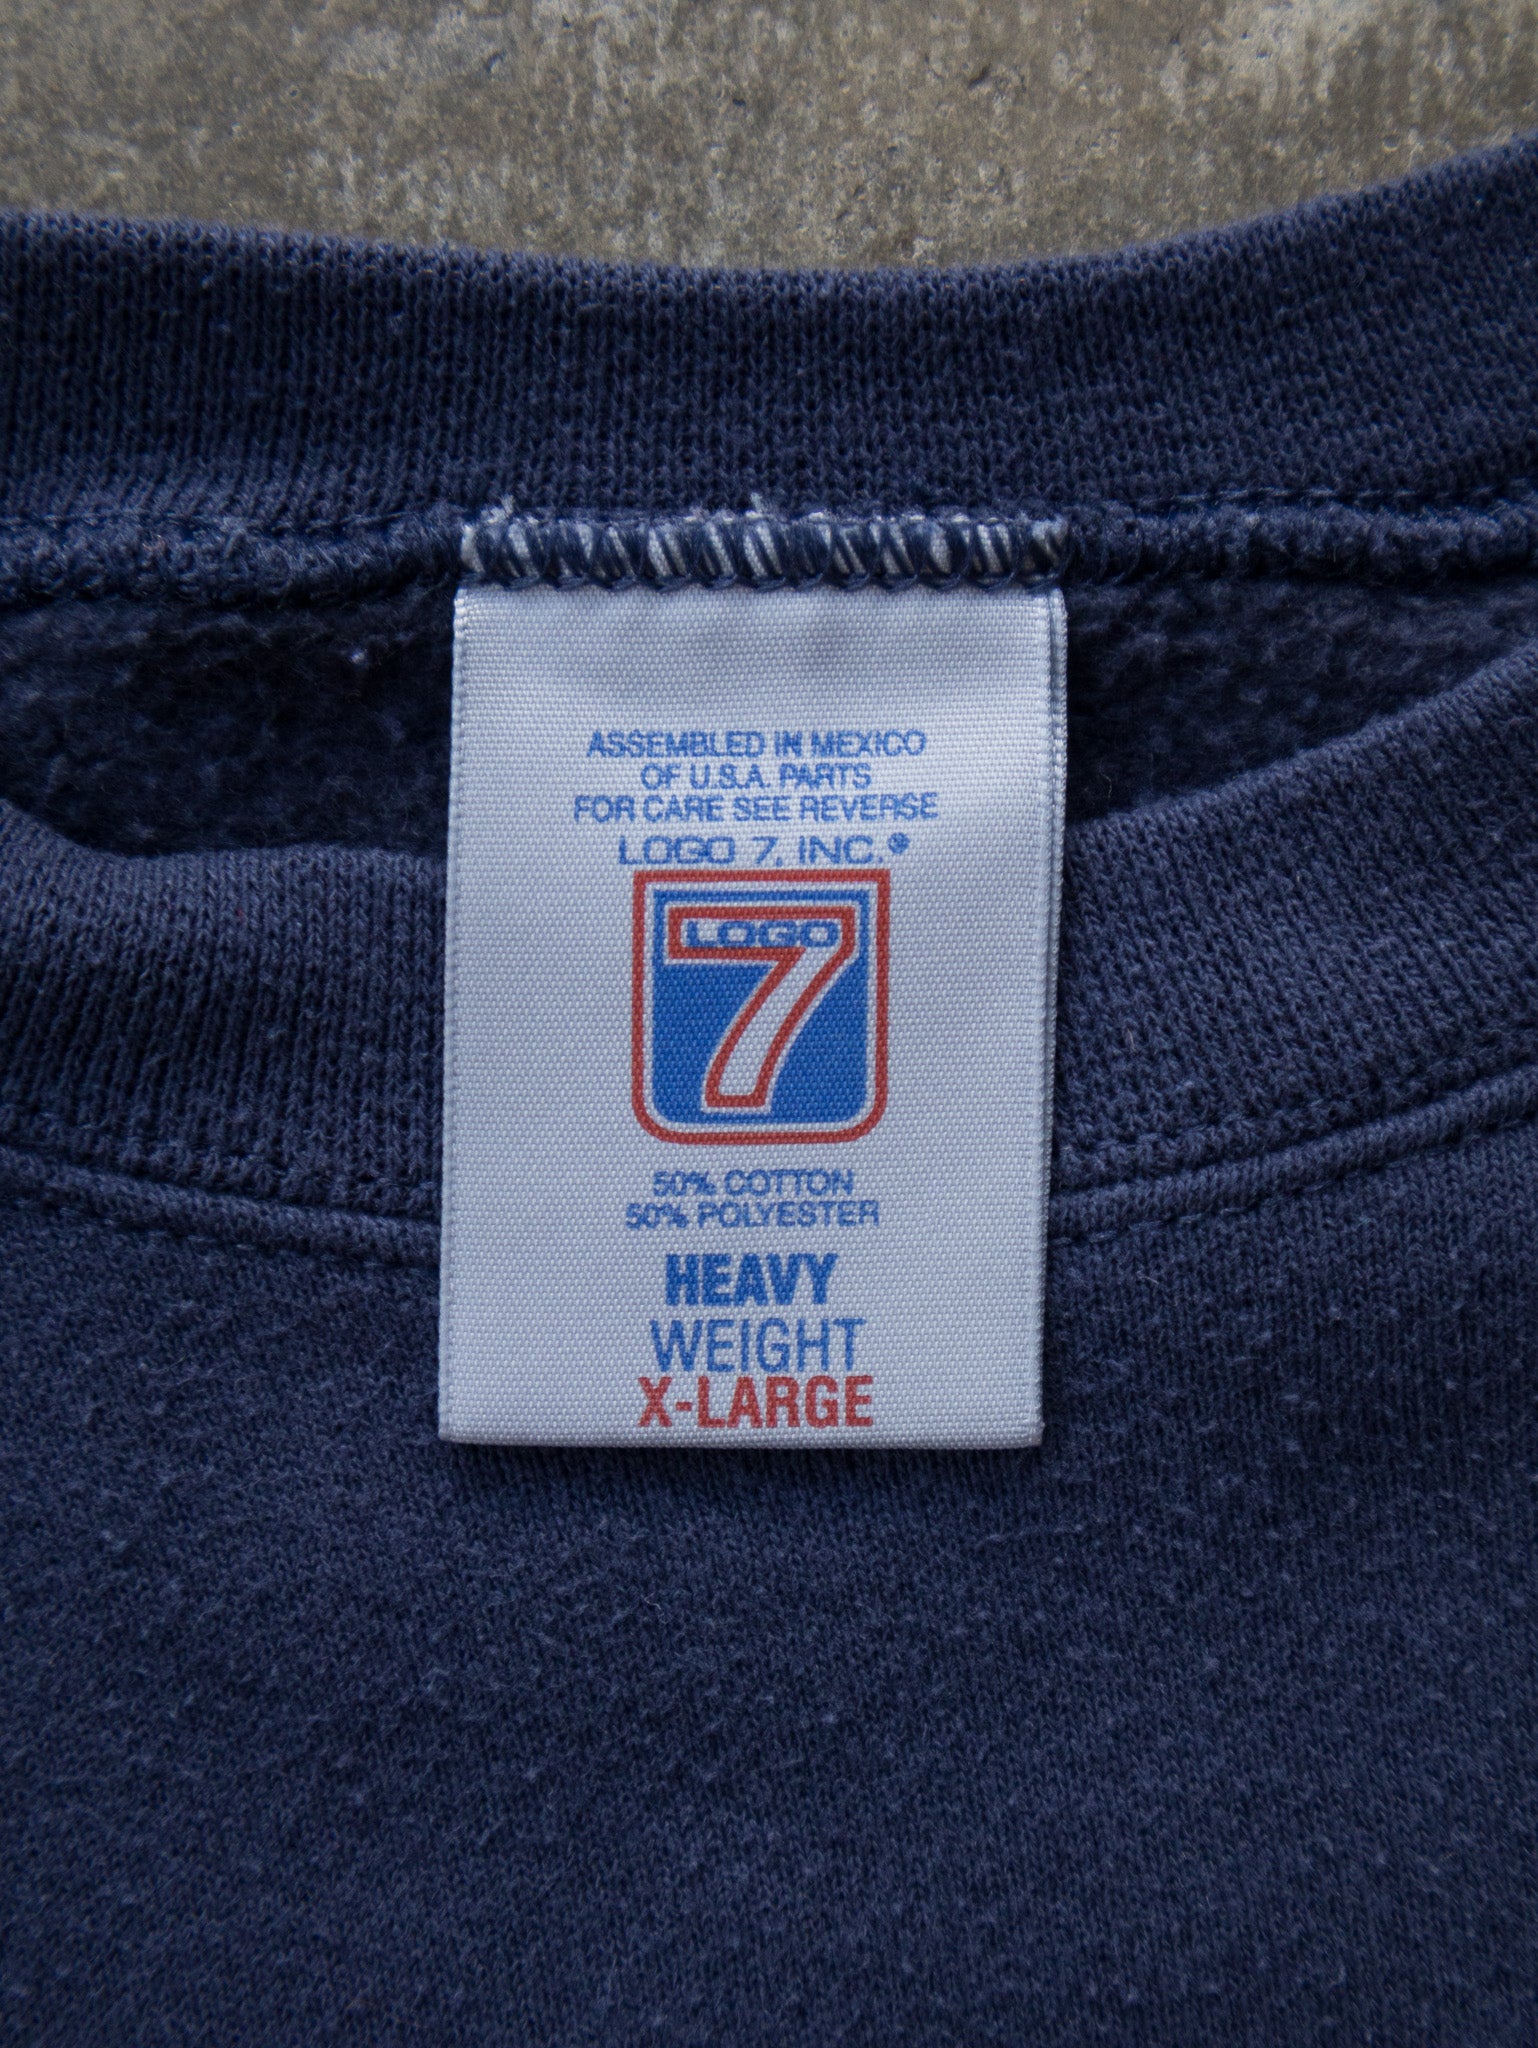 ASSEMBLED IN MEXICO
OF U.S.A. PARTS
FOR CARE SEE REVERSE
LOGO 7, INC.®
LOGO
7
50% COTTON
50% POLYESTER
HEAVY
WEIGHT
X-LARGE